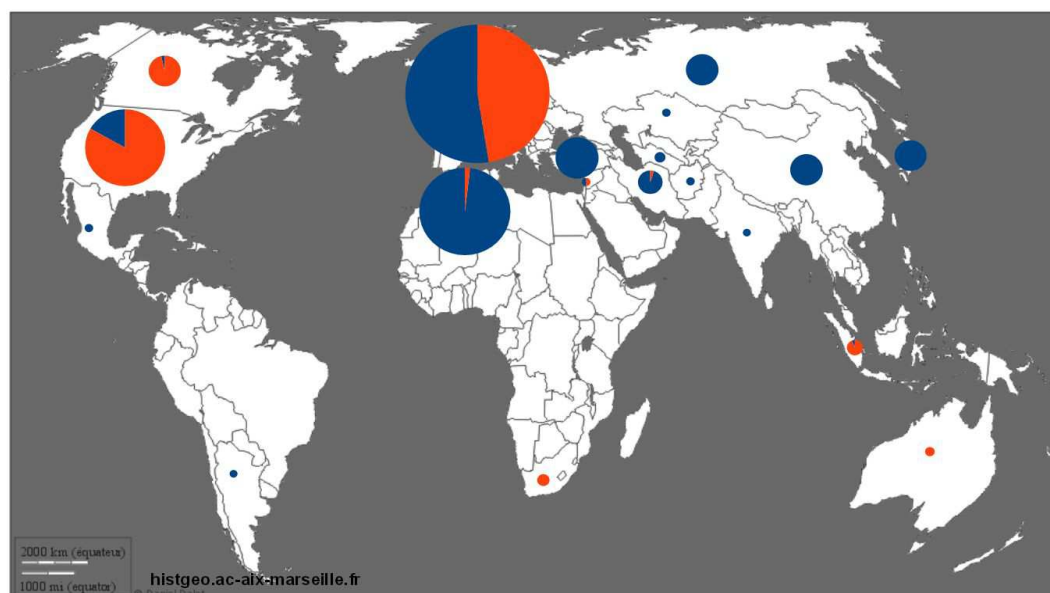 2000 km (équateur)
histgeo.ac-aix-marseille.fr
1000 mi (equator)